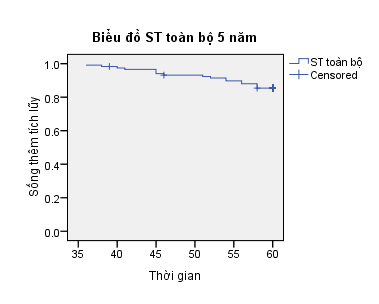 Biểu đồ ST toàn bộ 5 năm
ST toàn bộ
Censored
Sống thêm tích lũy
1.0
0.8
0.6
0.4
0.2
0.0
35 40 45 50 55 60
Thời gian